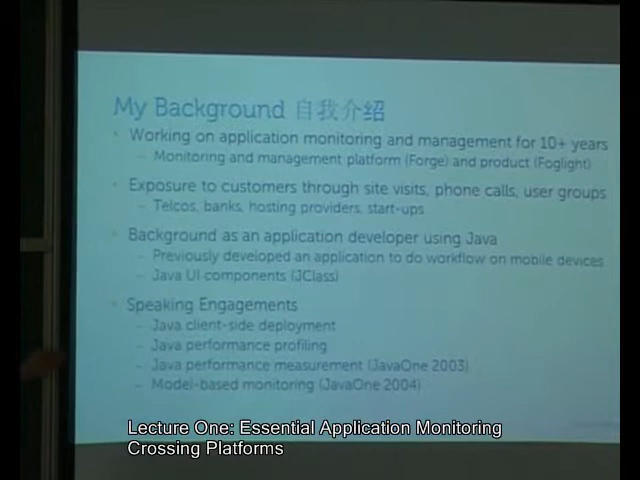 My Background 自我介绍
Working on application monitoring and management for 10+ years
– Monitoring and management platform (Forge) and product (Foglight)
Exposure to customers through site visits, phone calls, user groups
– Telcos, banks, hosting providers, start-ups
Background as an application developer using Java
– Previously developed an application to do workflow on mobile devices
– Java UI components (JClass)
Speaking Engagements
– Java client-side deployment
– Java performance profiling
– Java performance measurement (JavaOne 2003)
– Model-based monitoring (JavaOne 2004)
Lecture One: Essential Application Monitoring
Crossing Platforms